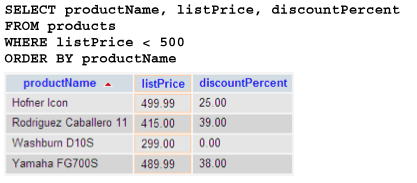 SELECT productName, listPrice, discountPercent
FROM products
WHERE listPrice < 500
ORDER BY productName
productName listPrice discountPercent
Hofner Icon 499.99 25.00
Rodriguez Caballero 11 415.00 39.00
Washburn D10S 299.00 0.00
Yamaha FG700S 489.99 38.00